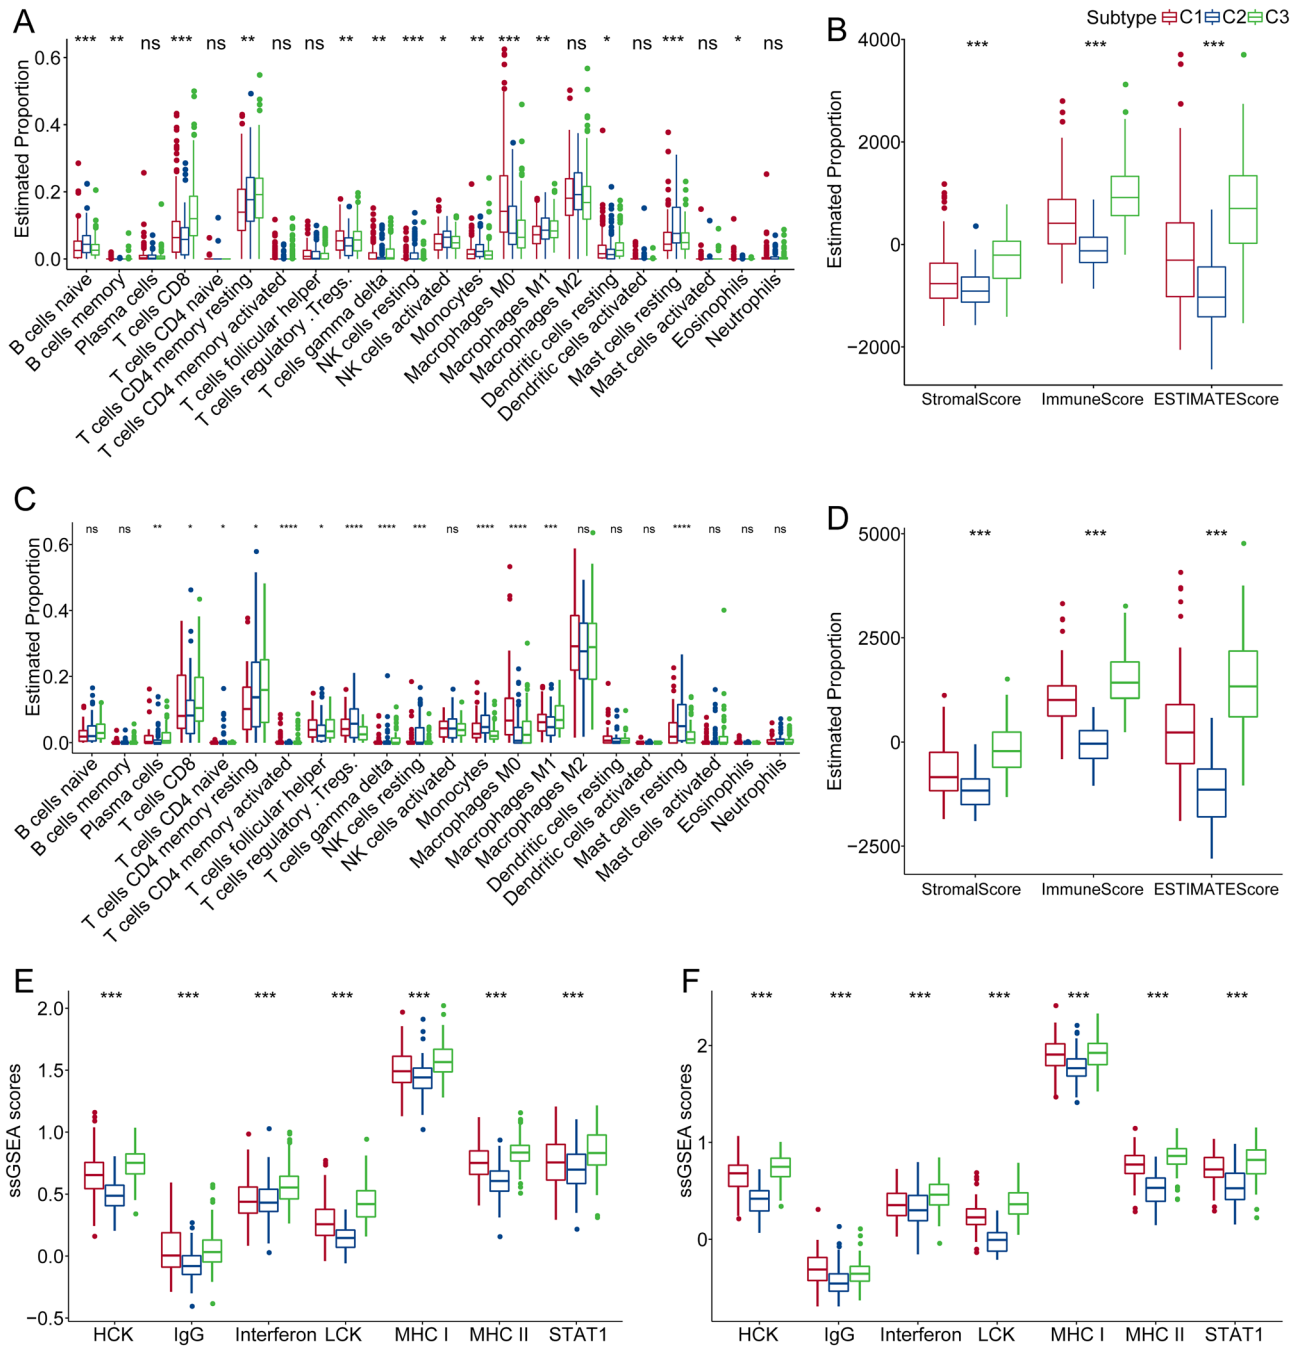 A
*** ** ns *** ns ** ns ns ** ** *** * ** *** ** ns * ns *** ns * ns
Estimated Proportion
0.6
0.4
0.2
0.0
B cells naive
B cells memory
Plasma cells
T cells CD8
T cells CD4 naive
T cells CD4 memory resting
T cells CD4 memory activated
T cells follicular helper
T cells regulatory . Tregs.
T cells gamma delta
NK cells resting
NK cells activated
Monocytes
Macrophages M0
Macrophages M1
Macrophages M2
Dendritic cells resting
Dendritic cells activated
Mast cells resting
Mast cells activated
Eosinophils
Neutrophils
Subtype C1 C2 C3
B
*** *** ***
Estimated Proportion
4000
2000
0
−2000
StromalScore ImmuneScore ESTIMATEScore
C
ns ns ** * * * **** * **** **** *** ns **** **** *** ns ns ns **** ns ns ns
Estimated Proportion
0.6
0.4
0.2
0.0
B cells naive
B cells memory
Plasma cells
T cells CD8
T cells CD4 naive
T cells CD4 memory resting
T cells CD4 memory activated
T cells follicular helper
T cells regulatory . Tregs.
T cells gamma delta
NK cells resting
NK cells activated
Monocytes
Macrophages M0
Macrophages M1
Macrophages M2
Dendritic cells resting
Dendritic cells activated
Mast cells resting
Mast cells activated
Eosinophils
Neutrophils
D
*** *** ***
Estimated Proportion
5000
2500
0
−2500
StromalScore ImmuneScore ESTIMATEScore
E
*** *** *** *** *** *** ***
ssGSEA scores
2.0
1.5
1.0
0.5
0.0
−0.5
HCK IgG Interferon LCK MHC I MHC II STAT1
F
*** *** *** *** *** *** ***
ssGSEA scores
2
1
0
HCK IgG Interferon LCK MHC I MHC II STAT1